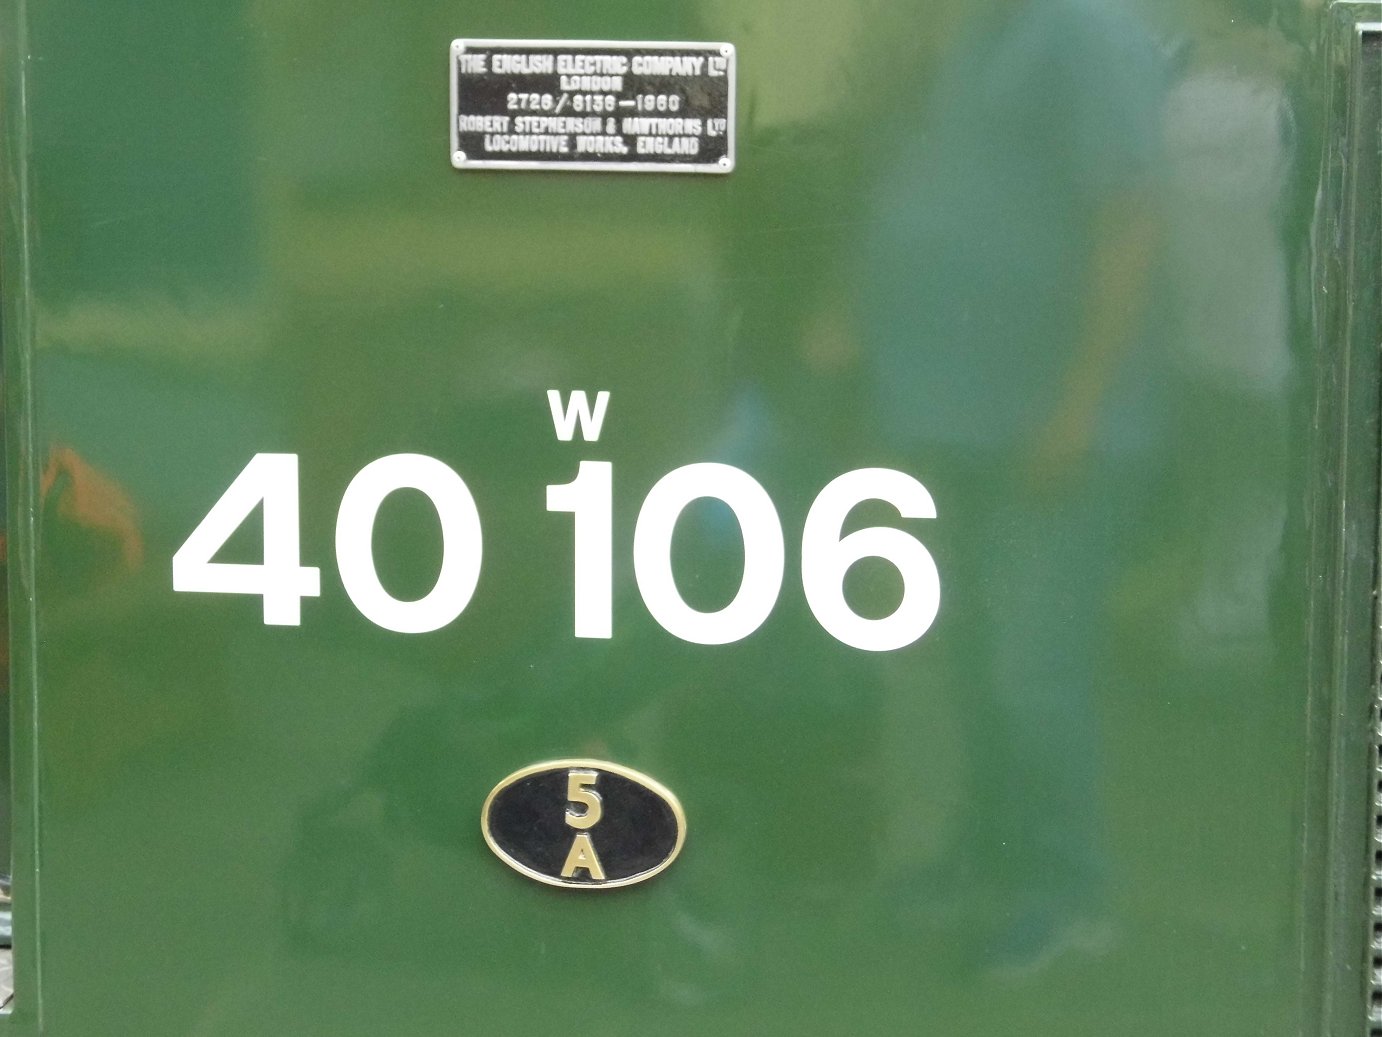 THE ENGLISH ELECTRIC COMPANY LTD
LONDON
2726/8136-1960
ROBERT STEPHENSON & HAWTHORNS LTD
LOCOMOTIVE WORKS, ENGLAND
W
40 106
5
A